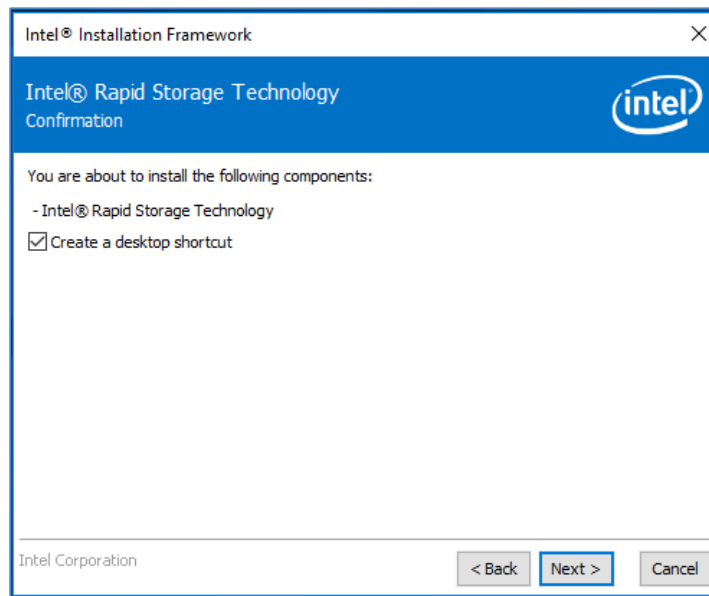 Intel® Installation Framework
Intel® Rapid Storage Technology
Confirmation
intel
You are about to install the following components:
- Intel® Rapid Storage Technology
Create a desktop shortcut
Intel Corporation
< Back Next > Cancel